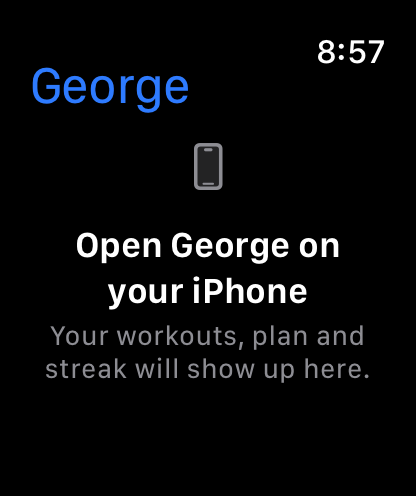 8:57
George
Open George on
your iPhone
Your workouts, plan and
streak will show up here.